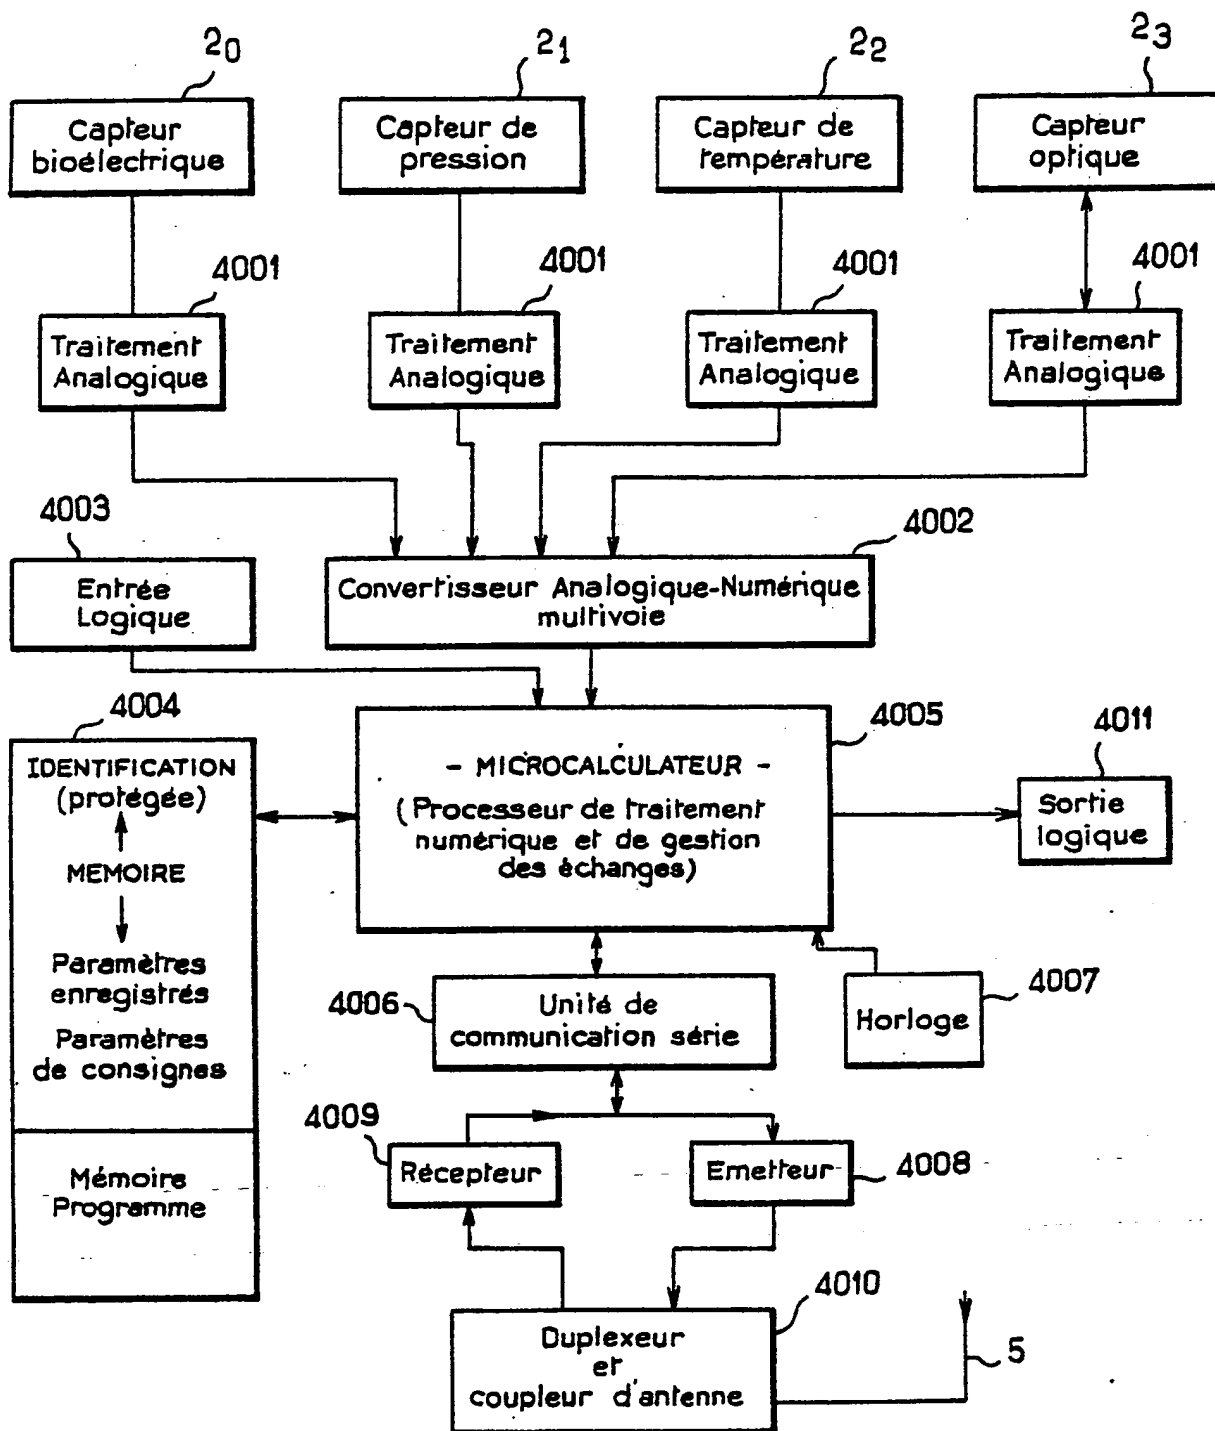 2₀
2₁
2₂
2₃
Capteur
bioélectrique
Capteur de
pression
Capteur de
température
Capteur
optique
4001
4001
4001
4001
Traitement
Analogique
Traitement
Analogique
Traitement
Analogique
Traitement
Analogique
4003
4002
Entrée
Logique
Convertisseur Analogique-Numérique
multivoie
4004
4005
4011
IDENTIFICATION
(protégée)
MEMOIRE
Paramètres
enregistrés
Paramètres
de consignes
Mémoire
Programme
- MICROCALCULATEUR -
(Processeur de traitement
numérique et de gestion
des échanges)
Sortie
logique
4006
Unité de
communication série
4007
Horloge
4009
Récepteur
Emetteur
4008
4010
Duplexeur
et
coupleur d'antenne
5